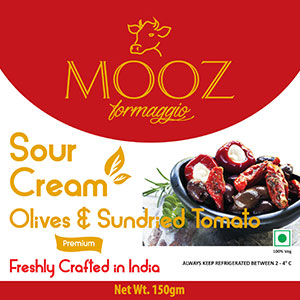 MOOZ
formaggio
Sour
Cream
Olives & Sundried Tomato
Premium
100% Veg
Freshly Crafted in India
ALWAYS KEEP REFRIGERATED BETWEEN 2 - 4° C
Net Wt. 150gm